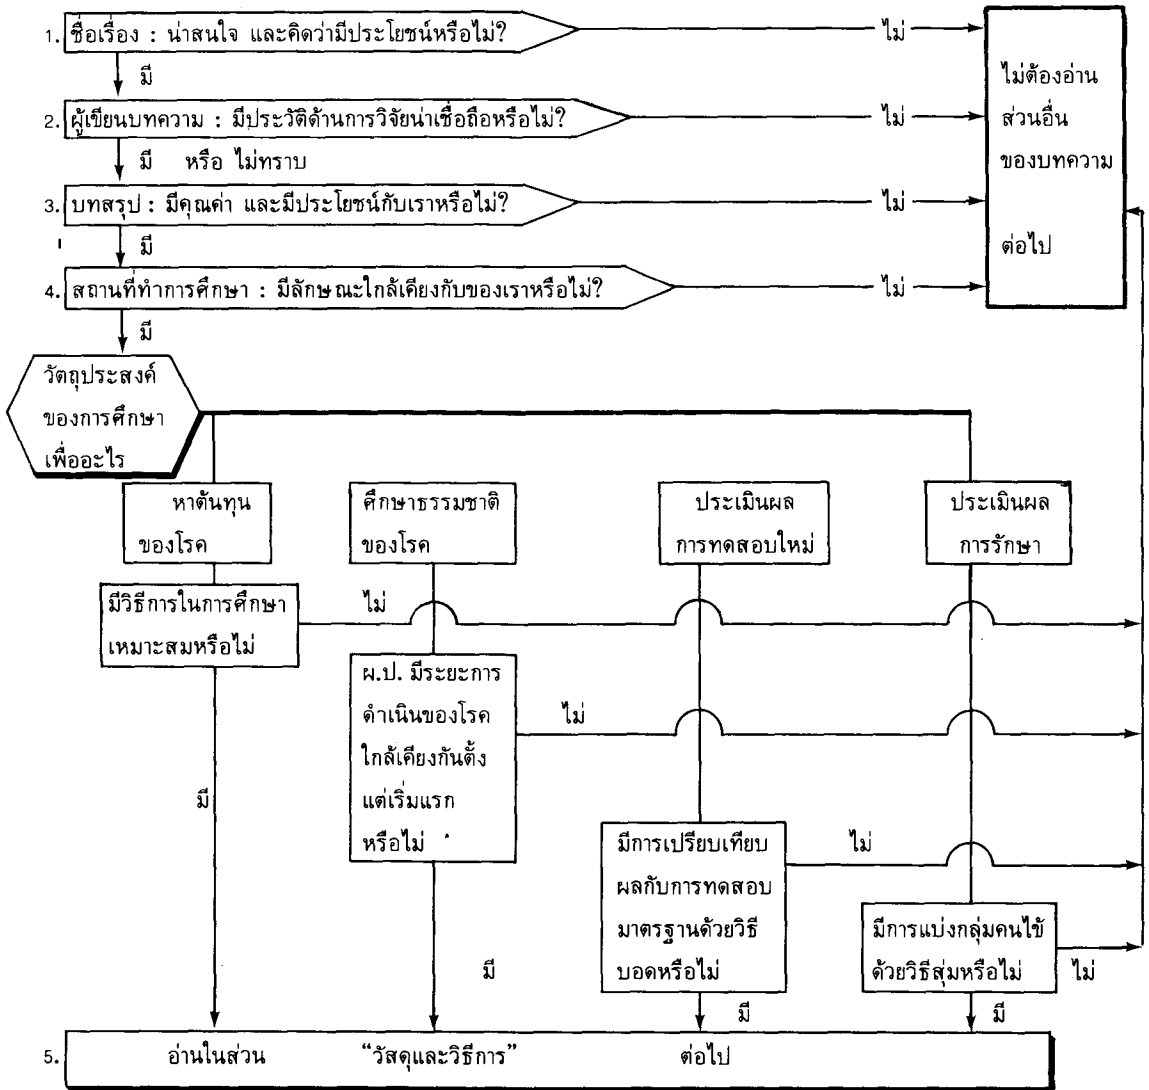 1. ชื่อเรื่อง : น่าสนใจ และคิดว่ามีประโยชน์หรือไม่?
ไม่
มี
2. ผู้เขียนบทความ : มีประวัติด้านการวิจัยน่าเชื่อถือหรือไม่?
ไม่
มี หรือ ไม่ทราบ
3. บทสรุป : มีคุณค่า และมีประโยชน์กับเราหรือไม่?
ไม่
มี
4. สถานที่ทำการศึกษา : มีลักษณะใกล้เคียงกับของเราหรือไม่?
ไม่
มี
ไม่ต้องอ่าน
ส่วนอื่น
ของบทความ
ต่อไป
วัตถุประสงค์
ของการศึกษา
เพื่ออะไร
หาต้นทุน
ของโรค
ศึกษาธรรมชาติ
ของโรค
ประเมินผล
การทดสอบใหม่
ประเมินผล
การรักษา
มีวิธีการในการศึกษา
เหมาะสมหรือไม่
ไม่
มี
ผ.ป. มีระยะการ
ดำเนินของโรค
ใกล้เคียงกันตั้ง
แต่เริ่มแรก
หรือไม่
ไม่
มี
มีการเปรียบเทียบ
ผลกับการทดสอบ
มาตรฐานด้วยวิธี
บอดหรือไม่
ไม่
มี
มีการแบ่งกลุ่มคนไข้
ด้วยวิธีสุ่มหรือไม่
ไม่
มี
5. อ่านในส่วน “วัสดุและวิธีการ” ต่อไป